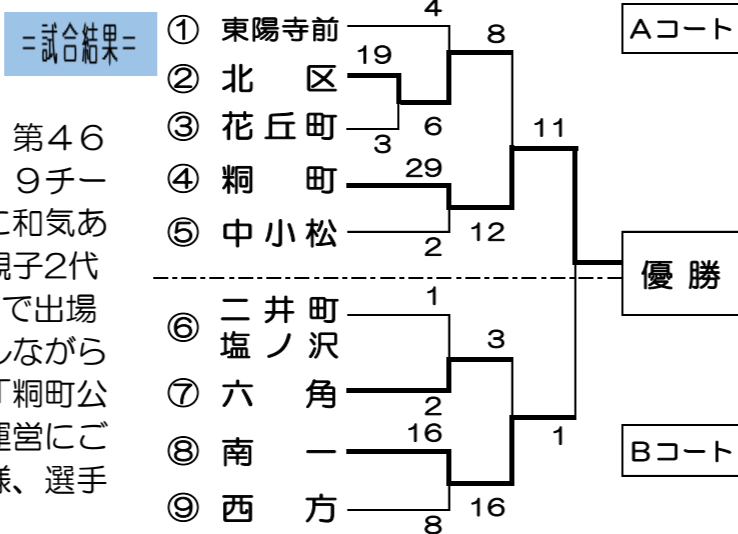 =試合結果=
第４６
９チー
に和気あ
親子2代
で出場
しながら
「粡町公
運営にご
様、選手
① 東陽寺前
② 北 区
③ 花丘町
④ 粡 町
⑤ 中小松
⑥ 二井町
塩ノ沢
⑦ 六 角
⑧ 南 一
⑨ 西 方
4
19
3
6
8
29
2
12
11
1
2
3
16
8
16
1
Aコート
優 勝
Bコート